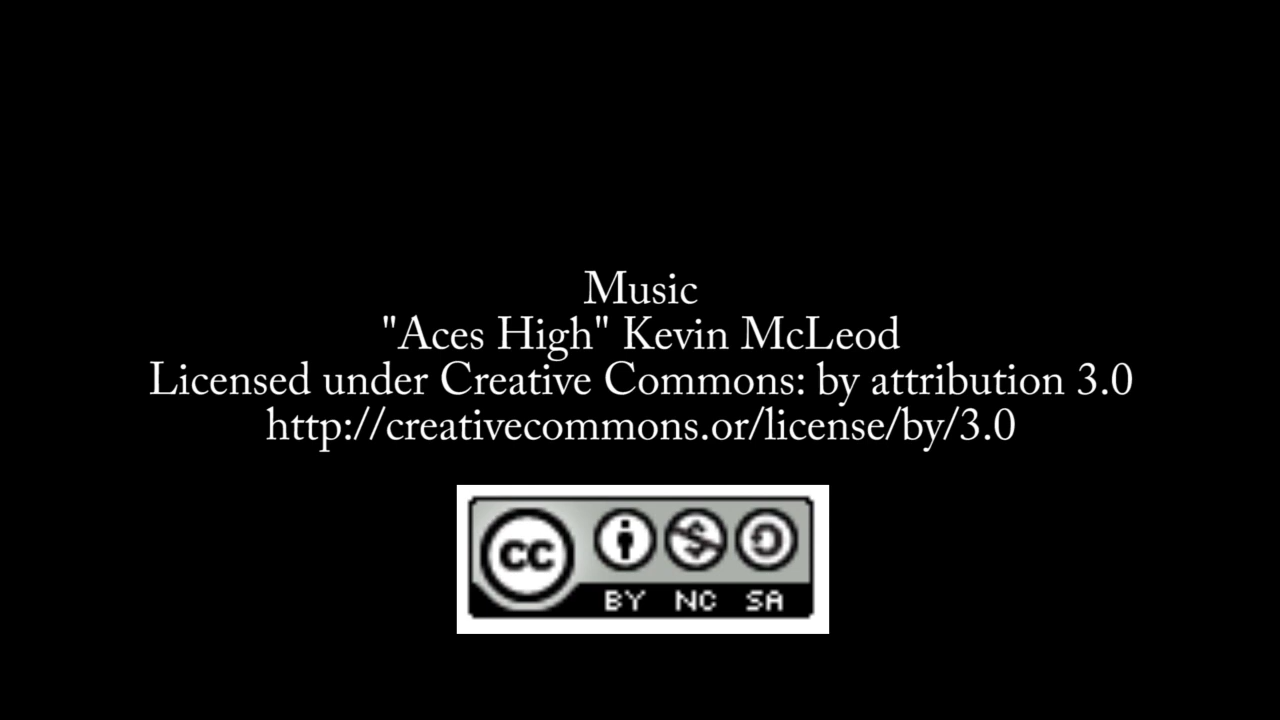 Music
"Aces High" Kevin McLeod
Licensed under Creative Commons: by attribution 3.0
http://creativecommons.or/license/by/3.0
CC
BY NC SA